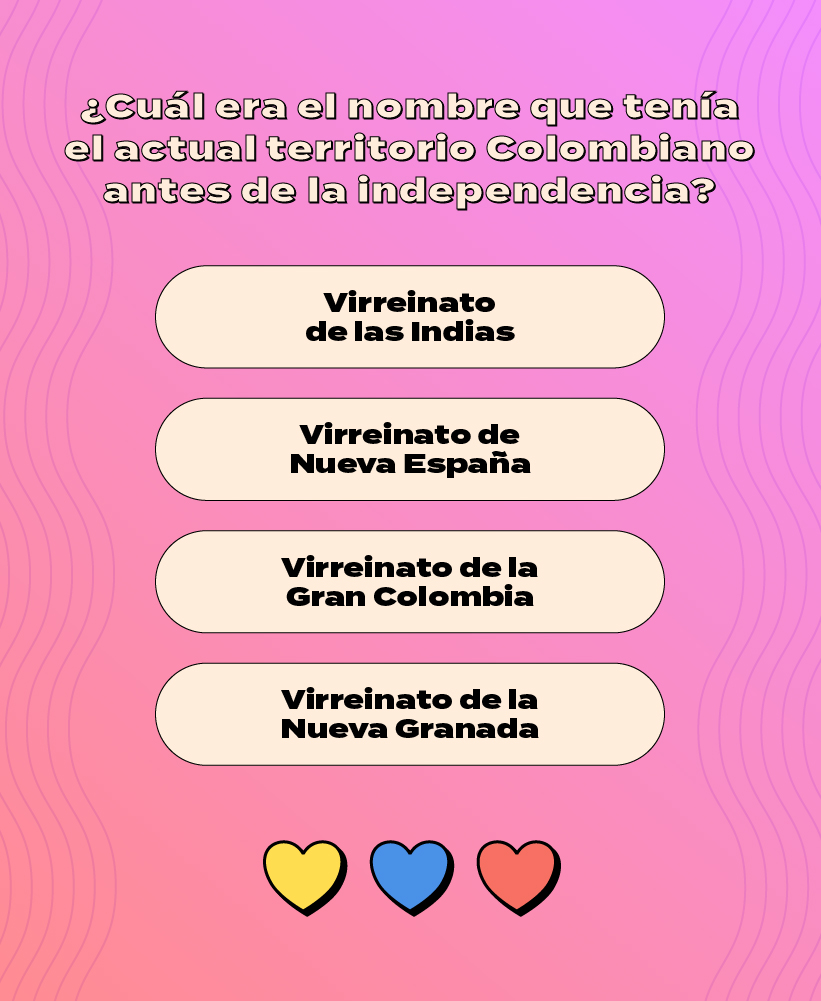 ¿Cuál era el nombre que tenía
el actual territorio Colombiano
antes de la independencia?
Virreinato
de las Indias
Virreinato de
Nueva España
Virreinato de la
Gran Colombia
Virreinato de la
Nueva Granada